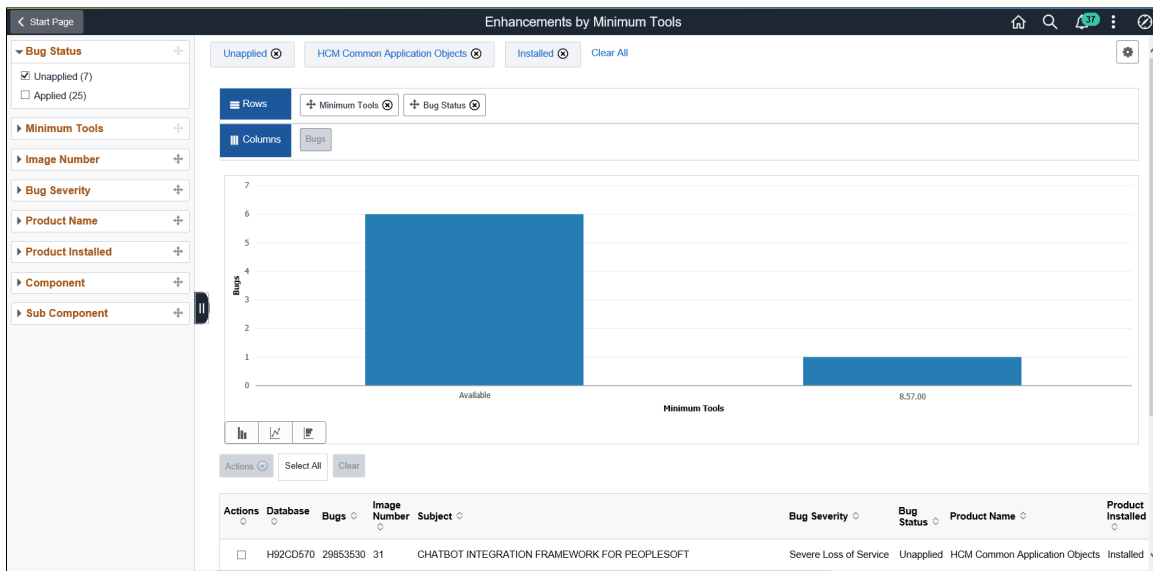 Start Page
Enhancements by Minimum Tools
37
Bug Status
Unapplied (7)
Applied (25)
Minimum Tools
Image Number
Bug Severity
Product Name
Product Installed
Component
Sub Component
Unapplied
HCM Common Application Objects
Installed
Clear All
Rows
Minimum Tools
Bug Status
Columns
Bugs
7
6
5
4
3
2
1
0
Bugs
Available
8.57.00
Minimum Tools
Actions
Select All
Clear
Actions Database Bugs Image Number Subject Bug Severity Bug Status Product Name Product Installed
H92CD570 29853530 31 CHATBOT INTEGRATION FRAMEWORK FOR PEOPLESOFT Severe Loss of Service Unapplied HCM Common Application Objects Installed